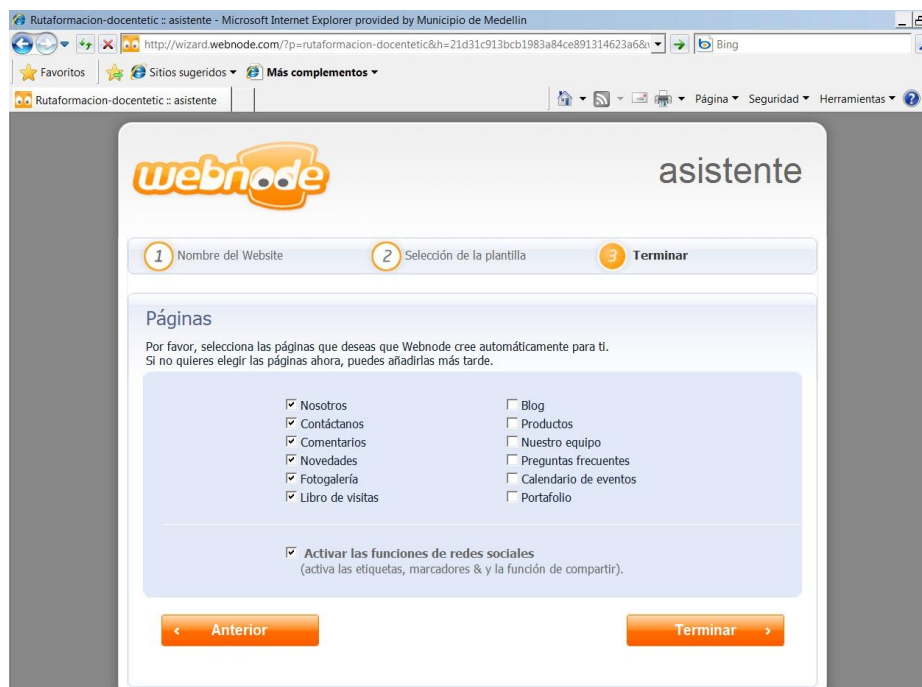 Rutaformacion-docentetic :: asistente - Microsoft Internet Explorer provided by Municipio de Medellin
http://wizard.webnode.com/?p=rutaformacion-docentetic&h=21d31c913bcb1983a84ce891314623a6&u
Bing
Favoritos Sitios sugeridos Más complementos
Rutaformacion-docentetic :: asistente Página Seguridad Herramientas
webnode asistente
1 Nombre del Website 2 Selección de la plantilla 3 Terminar
Páginas
Por favor, selecciona las páginas que deseas que Webnode cree automáticamente para ti.
Si no quieres elegir las páginas ahora, puedes añadirlas más tarde.
Nosotros Blog
Contáctanos Productos
Comentarios Nuestro equipo
Novedades Preguntas frecuentes
Fotogalería Calendario de eventos
Libro de visitas Portafolio
Activar las funciones de redes sociales
(activa las etiquetas, marcadores & y la función de compartir).
‹ Anterior Terminar ›